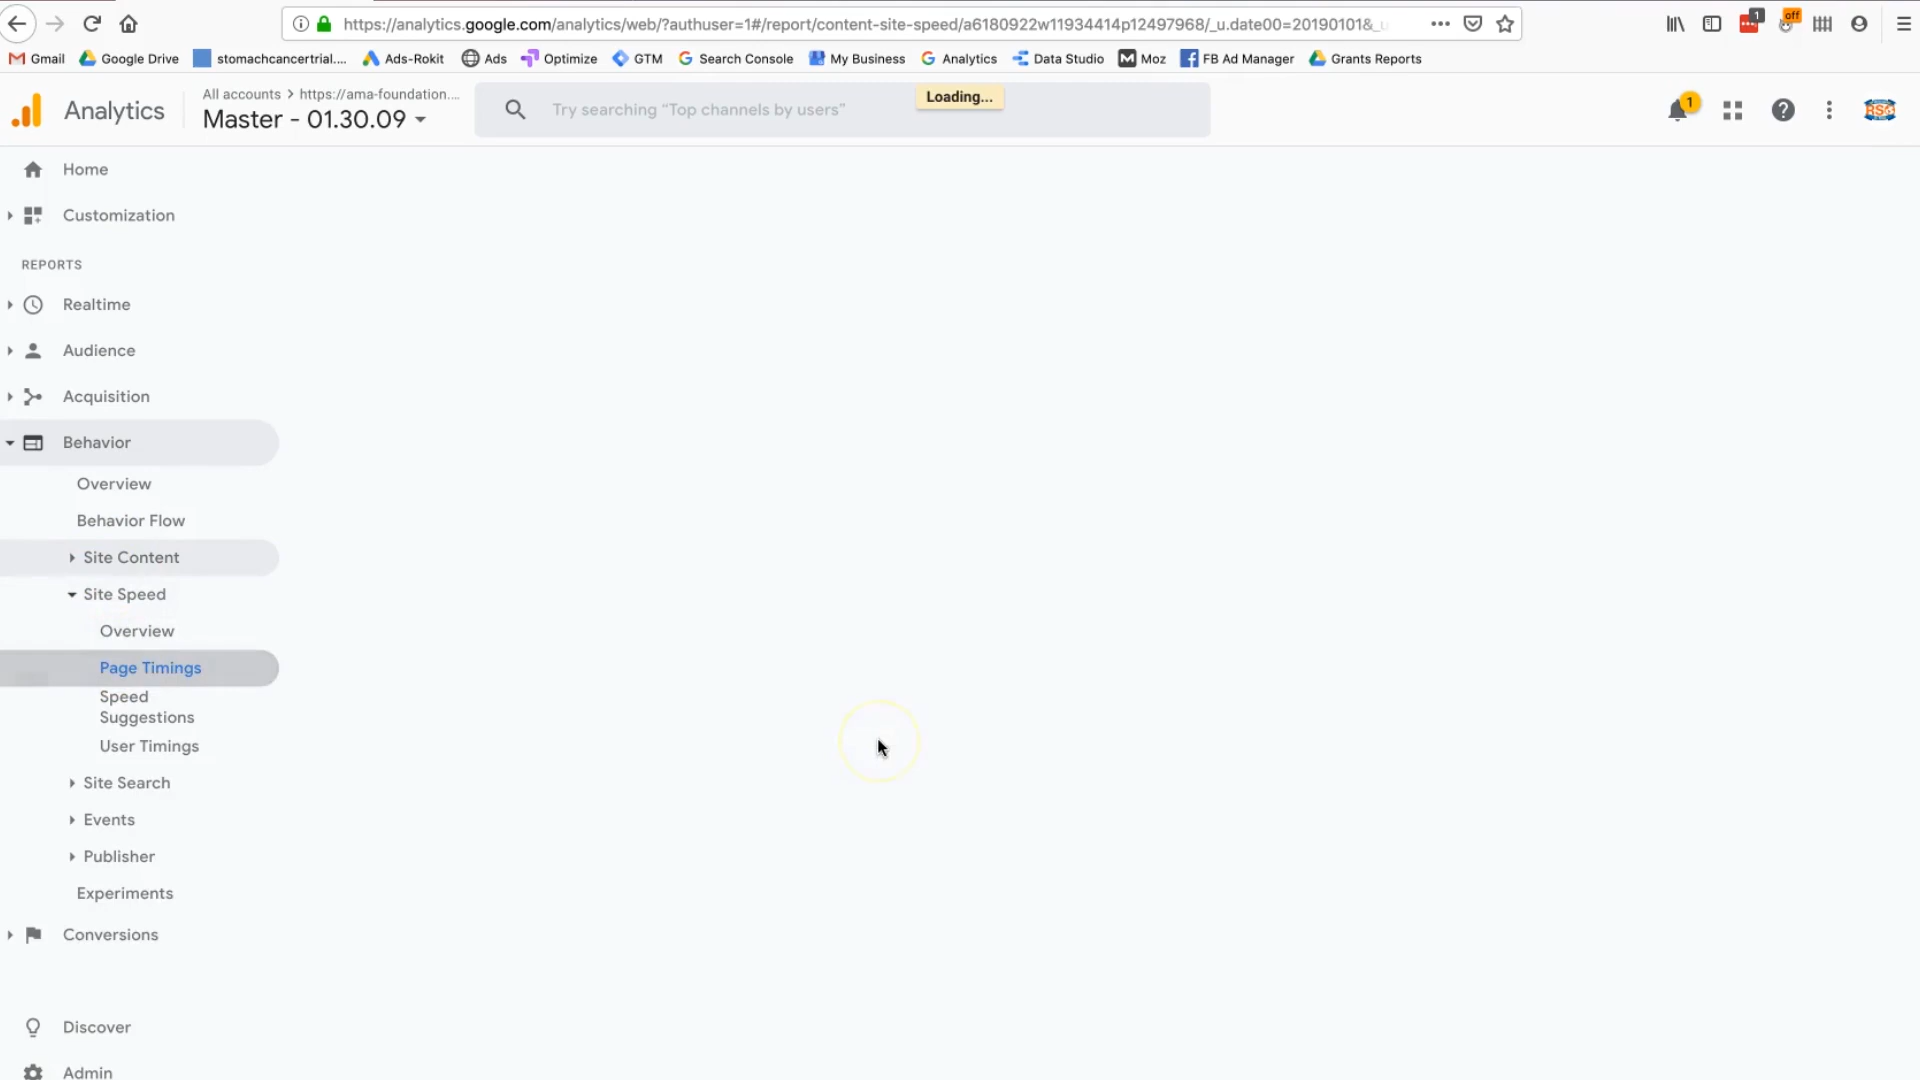 https://analytics.google.com/analytics/web/?authuser=1#/report/content-site-speed/a6180922w11934414p12497968/_u.date00=20190101&_
1
off
Gmail
Google Drive
stomachcancertrial....
Ads-Rokit
Ads
Optimize
GTM
Search Console
My Business
Analytics
Data Studio
Moz
FB Ad Manager
Grants Reports
Analytics
All accounts > https://ama-foundation....
Master - 01.30.09
Try searching “Top channels by users”
Loading...
1
Home
Customization
REPORTS
Realtime
Audience
Acquisition
Behavior
Overview
Behavior Flow
Site Content
Site Speed
Overview
Page Timings
Speed
Suggestions
User Timings
Site Search
Events
Publisher
Experiments
Conversions
Discover
Admin